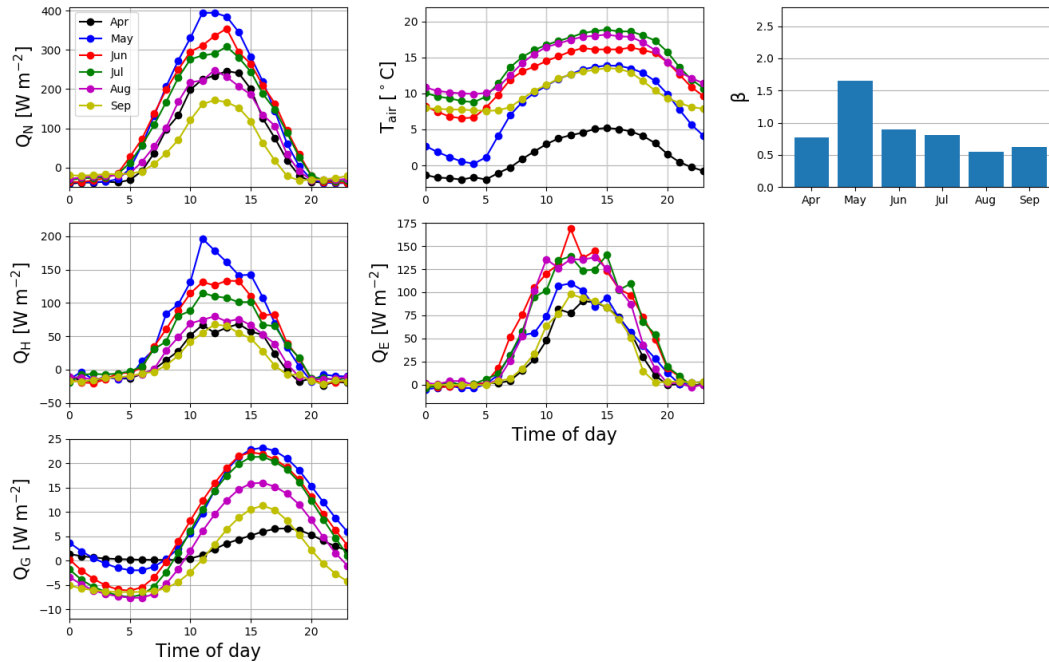 Q_N [W m⁻²]
400
300
200
100
0
0 5 10 15 20
Apr
May
Jun
Jul
Aug
Sep
T_air [°C]
20
15
10
5
0
0 5 10 15 20
β
2.5
2.0
1.5
1.0
0.5
0.0
Apr May Jun Jul Aug Sep
Q_H [W m⁻²]
200
150
100
50
0
−50
0 5 10 15 20
Q_E [W m⁻²]
175
150
125
100
75
50
25
0
0 5 10 15 20
Time of day
Q_G [W m⁻²]
25
20
15
10
5
0
−5
−10
0 5 10 15 20
Time of day